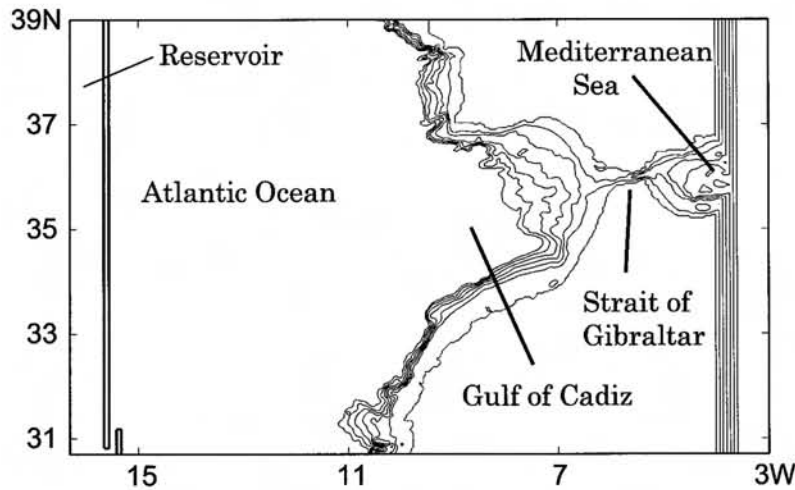 39N
Reservoir
Mediterranean
Sea
37
Atlantic Ocean
35
Strait of
Gibraltar
33
Gulf of Cadiz
31
15
11
7
3W